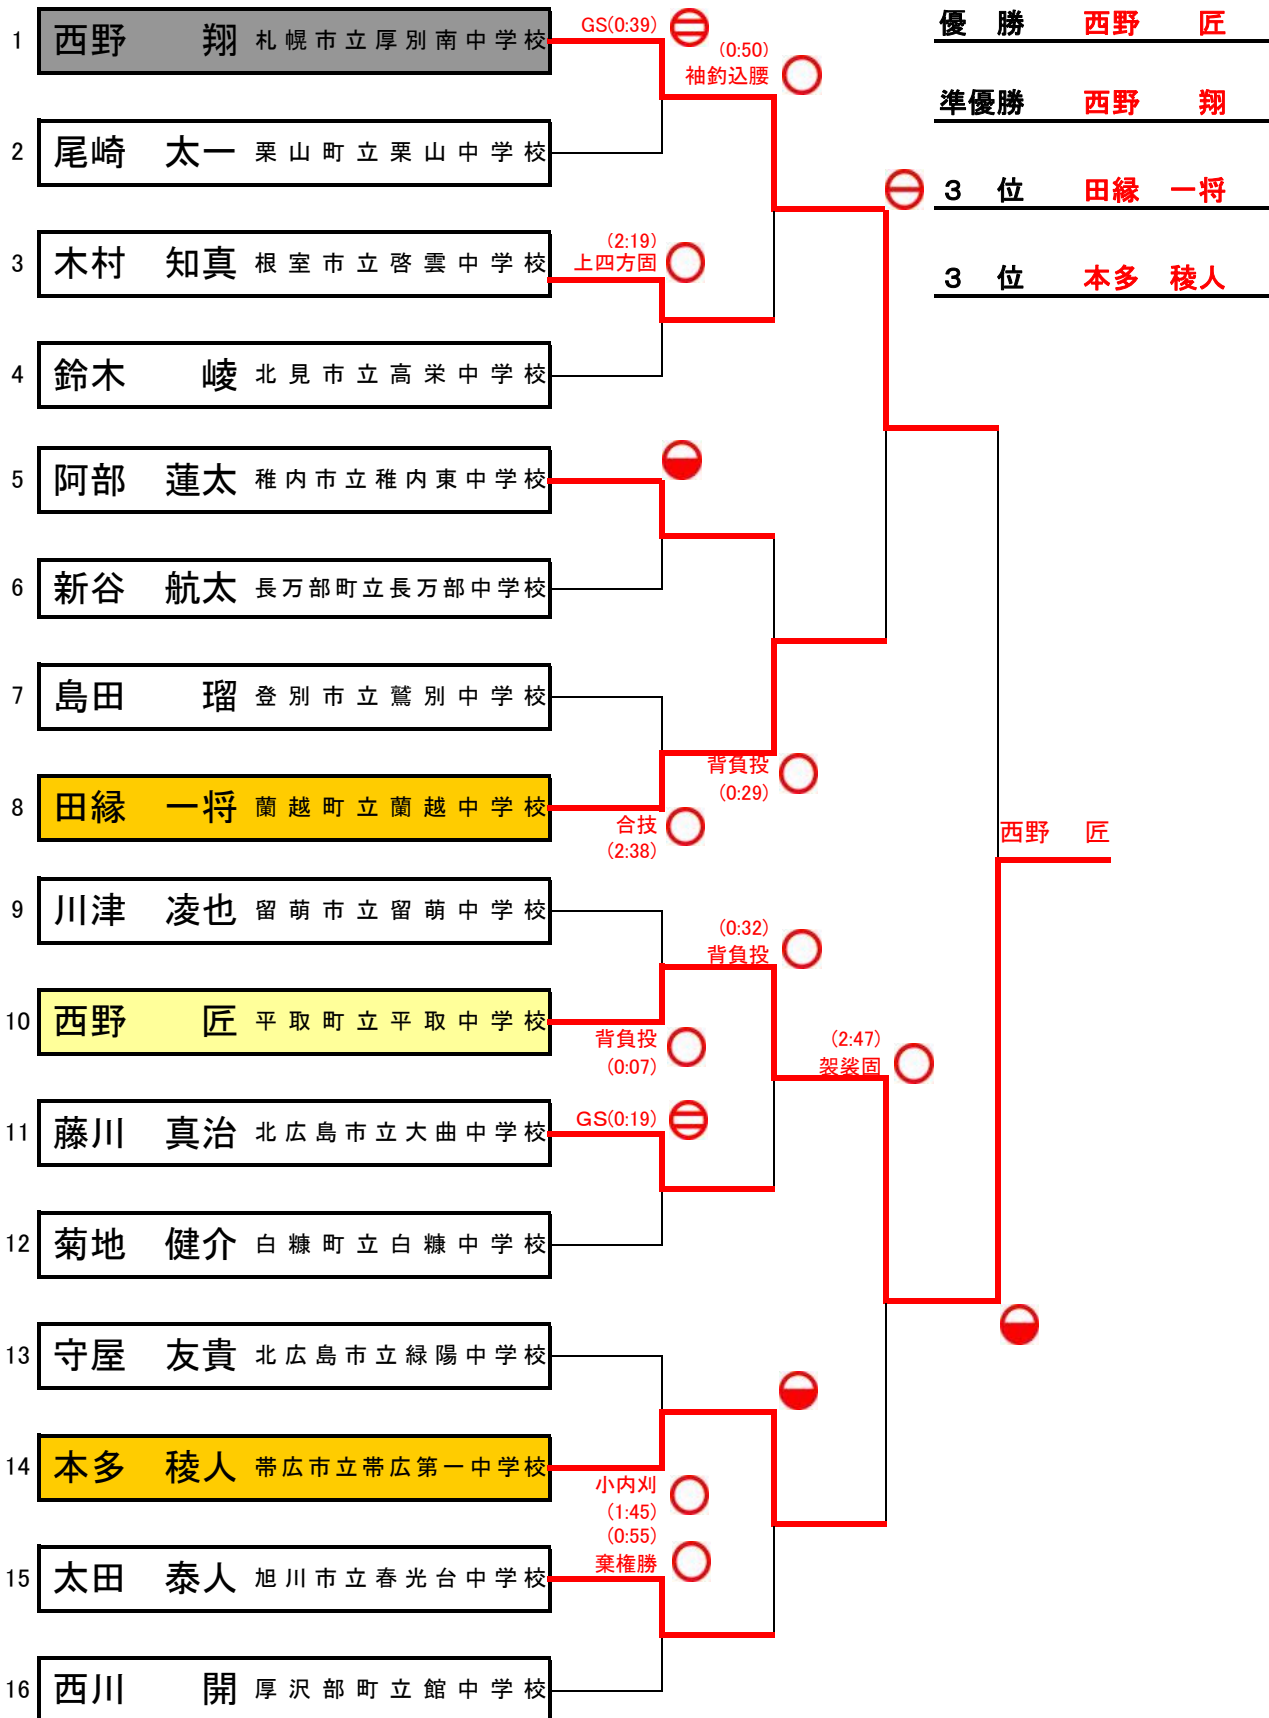 1 西野 翔 札幌市立厚別南中学校
GS(0:39)
(0:50)
袖釣込腰
2 尾崎 太一 栗山町立栗山中学校
3 木村 知真 根室市立啓雲中学校
(2:19)
上四方固
4 鈴木 崚 北見市立高栄中学校
5 阿部 蓮太 稚内市立稚内東中学校
6 新谷 航太 長万部町立長万部中学校
7 島田 瑠 登別市立鷲別中学校
8 田縁 一将 蘭越町立蘭越中学校
背負投
(0:29)
合技
(2:38)
9 川津 凌也 留萌市立留萌中学校
(0:32)
背負投
10 西野 匠 平取町立平取中学校
背負投
(0:07)
(2:47)
袈裟固
11 藤川 真治 北広島市立大曲中学校
GS(0:19)
12 菊地 健介 白糠町立白糠中学校
13 守屋 友貴 北広島市立緑陽中学校
14 本多 稜人 帯広市立帯広第一中学校
小内刈
(1:45)
(0:55)
棄権勝
15 太田 泰人 旭川市立春光台中学校
16 西川 開 厚沢部町立館中学校
西野 匠
優 勝 西野 匠
準優勝 西野 翔
3 位 田縁 一将
3 位 本多 稜人